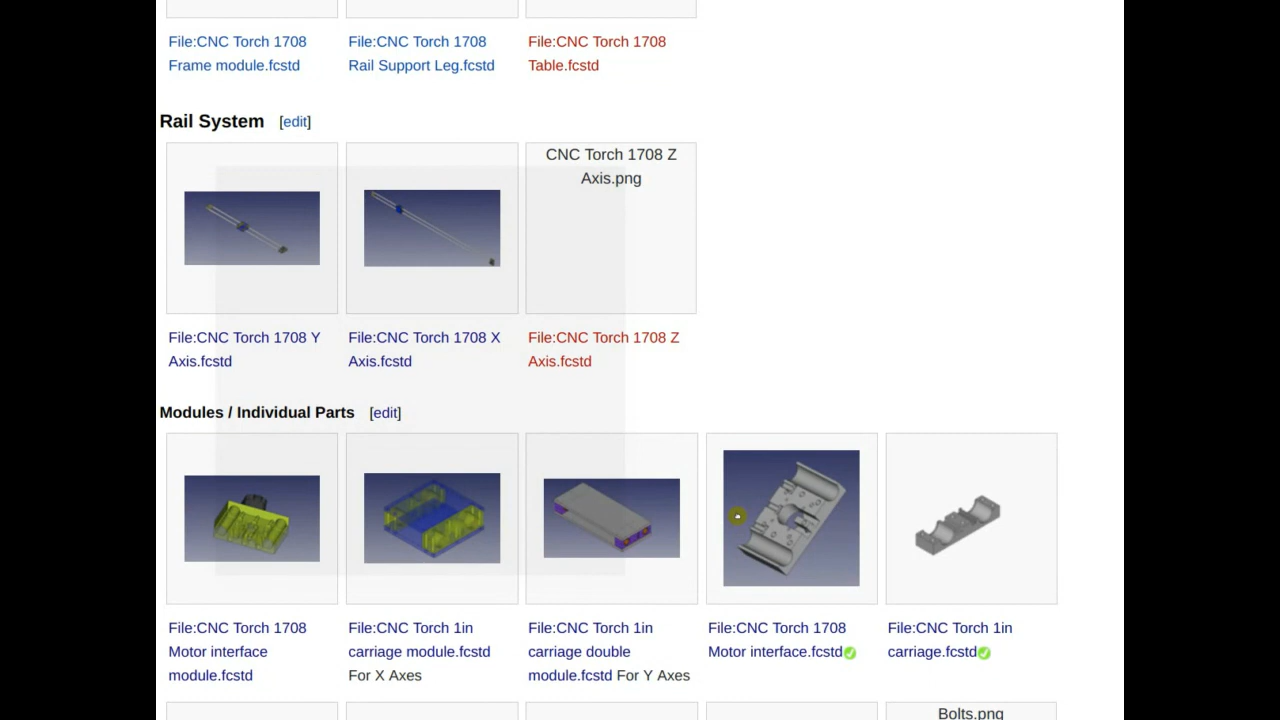 File:CNC Torch 1708
Frame module.fcstd
File:CNC Torch 1708
Rail Support Leg.fcstd
File:CNC Torch 1708
Table.fcstd
Rail System [edit]
CNC Torch 1708 Z
Axis.png
File:CNC Torch 1708 Y
Axis.fcstd
File:CNC Torch 1708 X
Axis.fcstd
File:CNC Torch 1708 Z
Axis.fcstd
Modules / Individual Parts [edit]
File:CNC Torch 1708
Motor interface
module.fcstd
File:CNC Torch 1in
carriage module.fcstd
For X Axes
File:CNC Torch 1in
carriage double
module.fcstd For Y Axes
File:CNC Torch 1708
Motor interface.fcstd
File:CNC Torch 1in
carriage.fcstd
Bolts.png